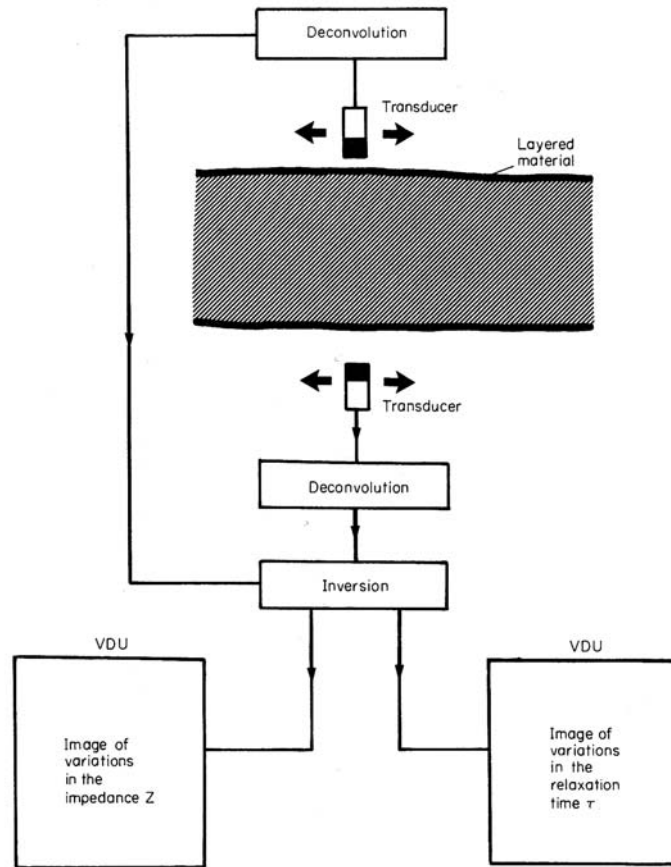 Deconvolution
Transducer
Layered
material
Transducer
Deconvolution
Inversion
VDU
Image of
variations
in the
impedance Z
VDU
Image of
variations
in the
relaxation
time τ